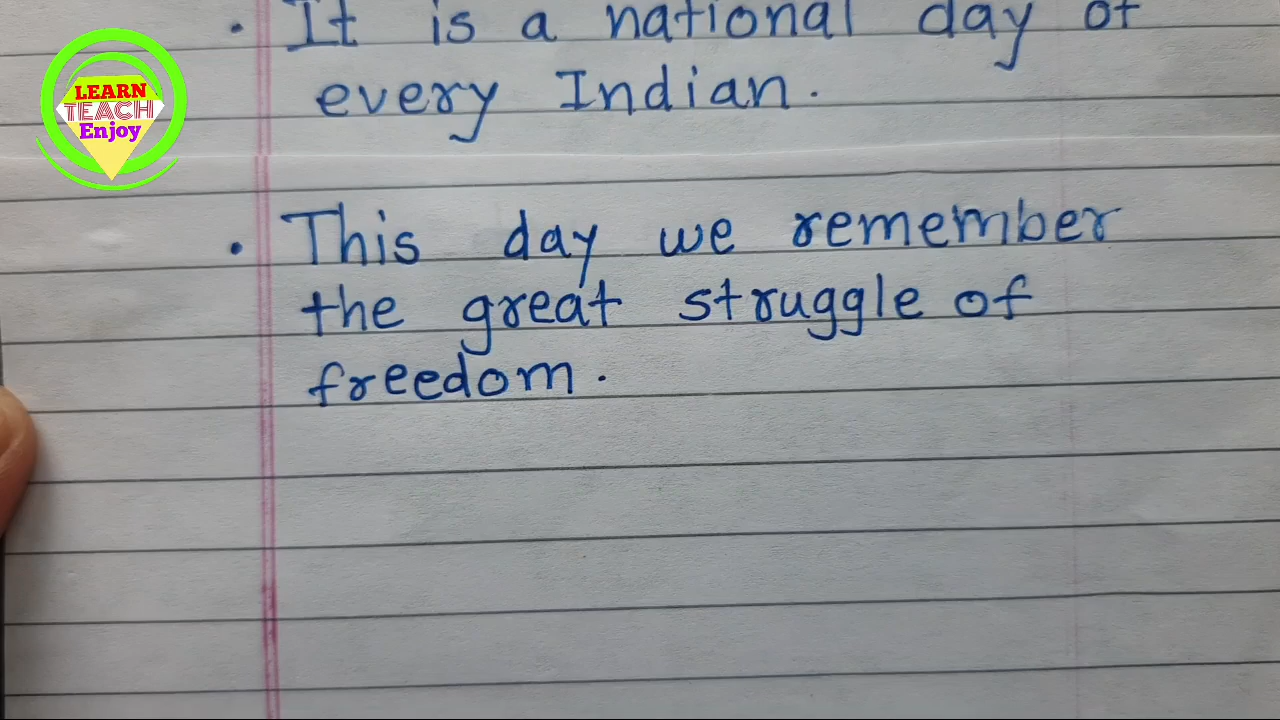 LEARN
TEACH
Enjoy
• It is a national day of
every Indian.
• This day we remember
the great struggle of
freedom.